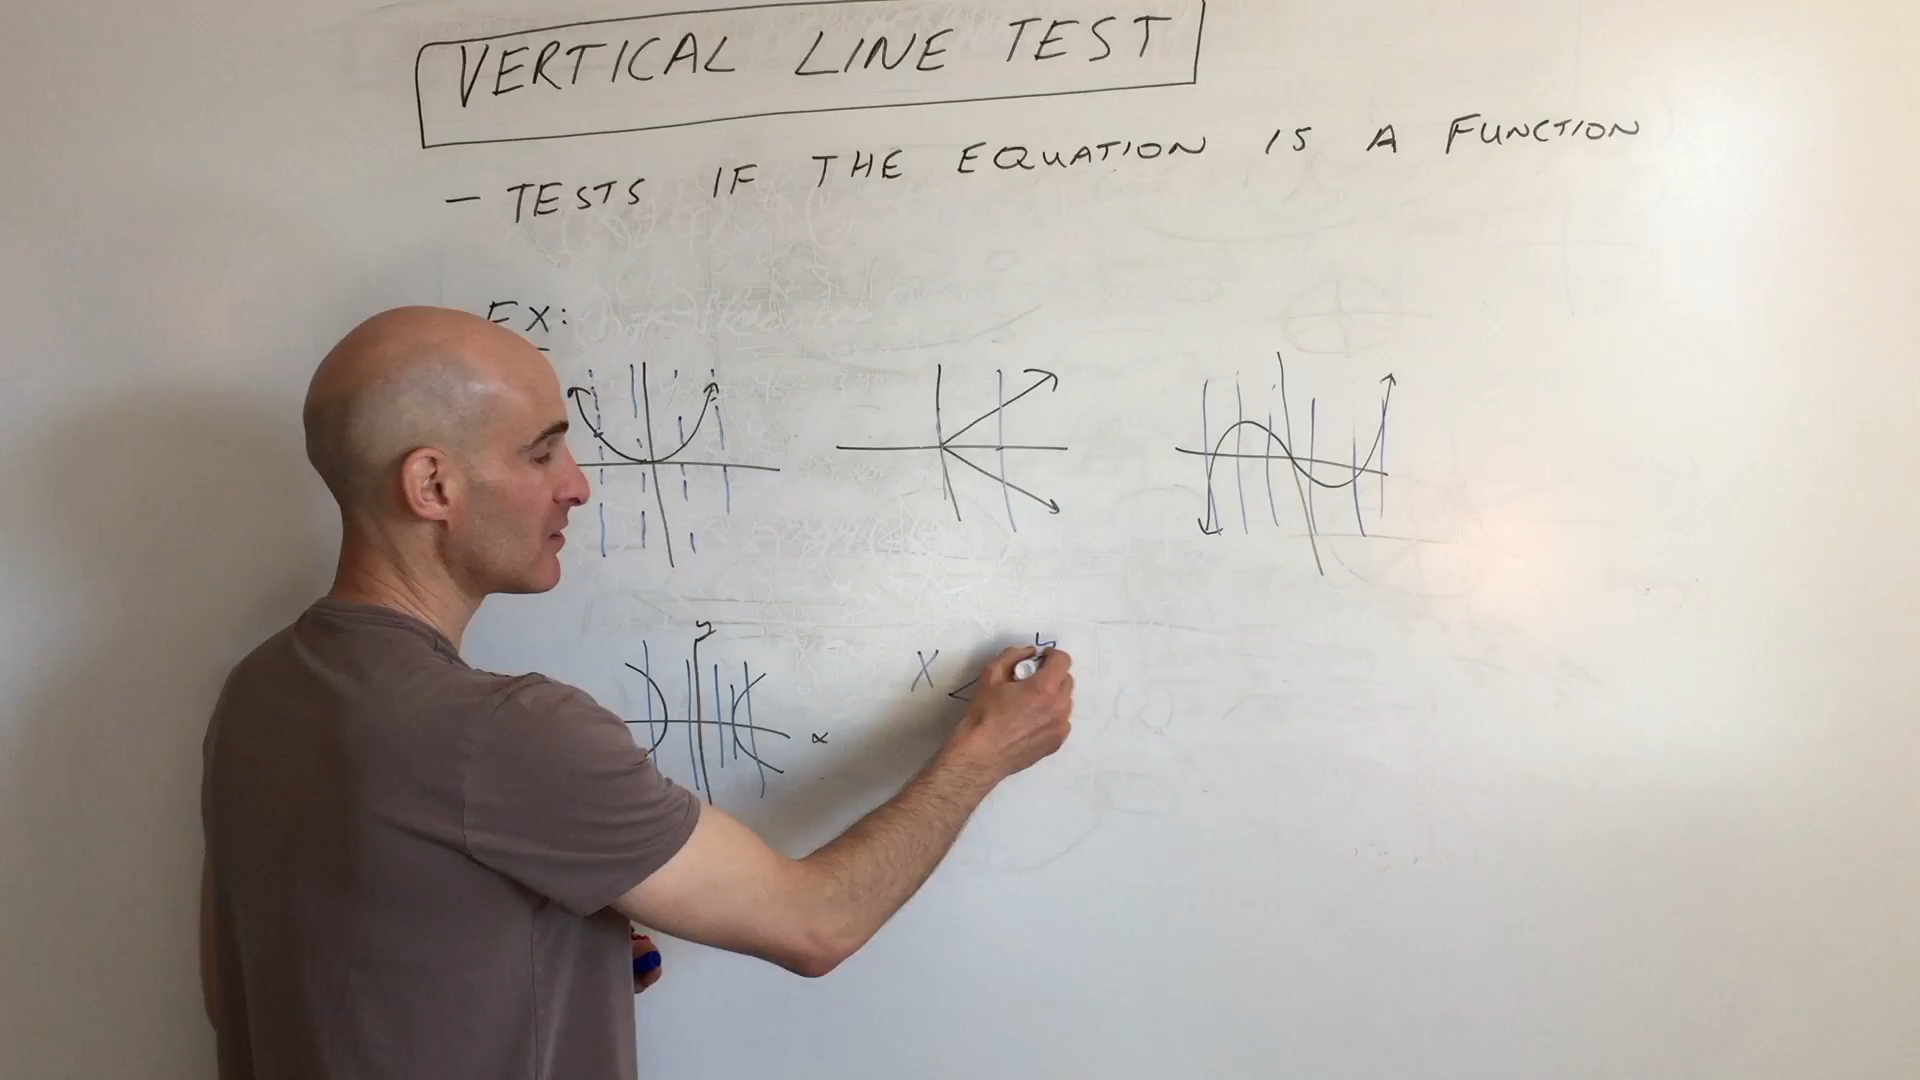 VERTICAL LINE TEST
- TESTS IF THE EQUATION IS A FUNCTION
EX:
y
x
X
y